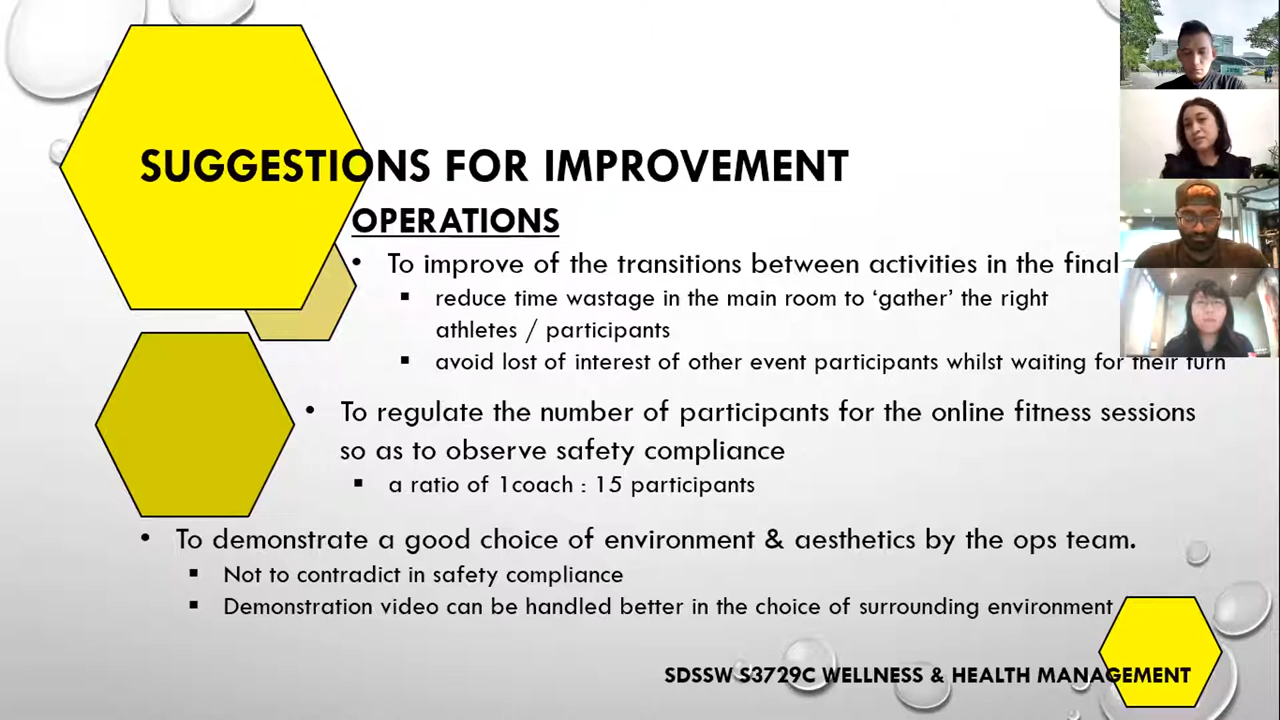 SUGGESTIONS FOR IMPROVEMENT
OPERATIONS
• To improve of the transitions between activities in the final
▪ reduce time wastage in the main room to ‘gather’ the right
athletes / participants
▪ avoid lost of interest of other event participants whilst waiting for their turn
• To regulate the number of participants for the online fitness sessions
so as to observe safety compliance
▪ a ratio of 1coach : 15 participants
• To demonstrate a good choice of environment & aesthetics by the ops team.
▪ Not to contradict in safety compliance
▪ Demonstration video can be handled better in the choice of surrounding environment
SDSSW S3729C WELLNESS & HEALTH MANAGEMENT